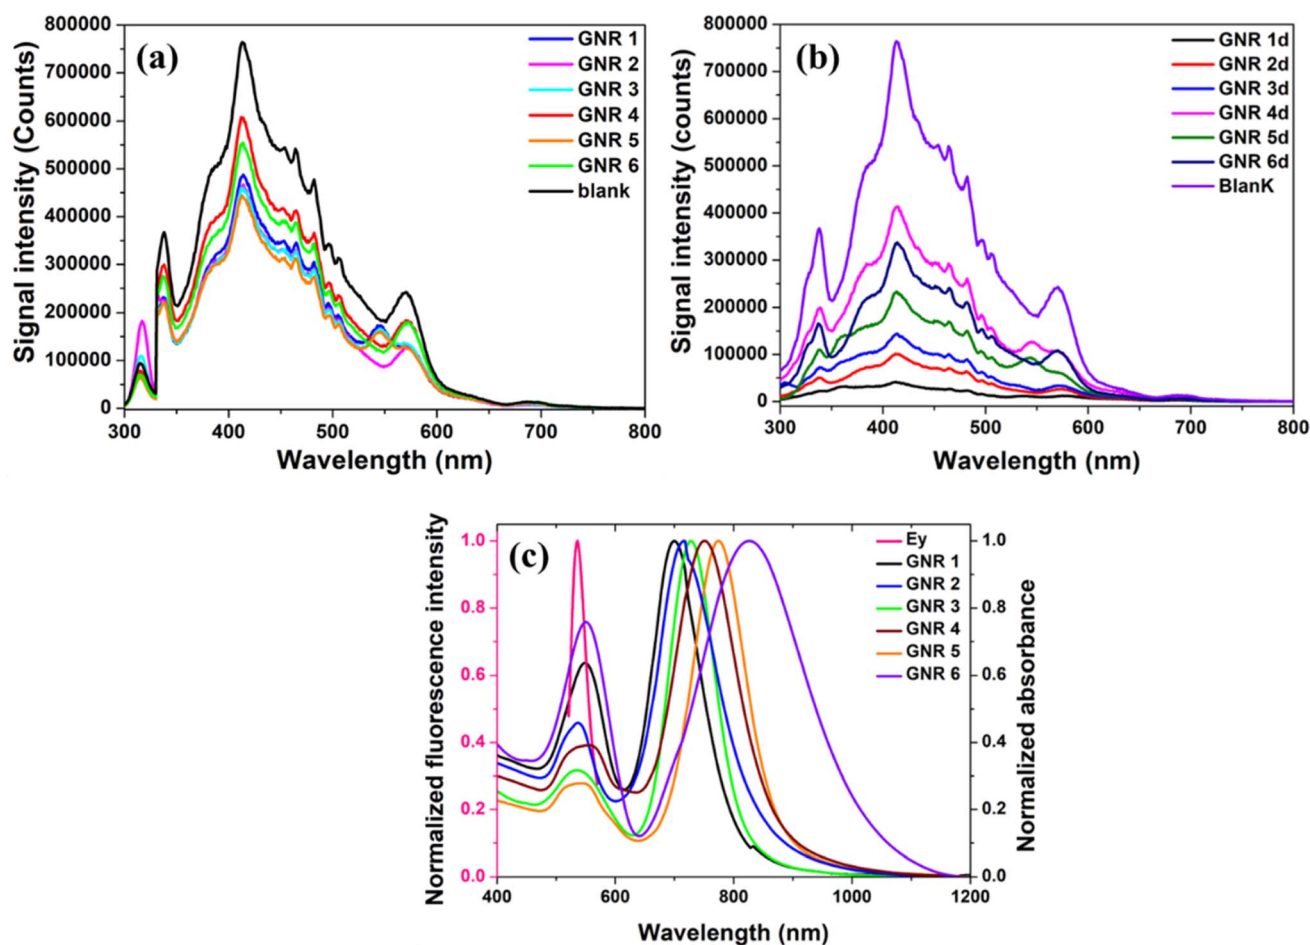 (a)
Signal intensity (Counts)
800000
700000
600000
500000
400000
300000
200000
100000
0
300 400 500 600 700 800
Wavelength (nm)
GNR 1
GNR 2
GNR 3
GNR 4
GNR 5
GNR 6
blank
(b)
Signal intensity (counts)
800000
700000
600000
500000
400000
300000
200000
100000
0
300 400 500 600 700 800
Wavelength (nm)
GNR 1d
GNR 2d
GNR 3d
GNR 4d
GNR 5d
GNR 6d
BlanK
(c)
Normalized fluorescence intensity
1.0
0.8
0.6
0.4
0.2
0.0
400 600 800 1000 1200
Wavelength (nm)
Ey
GNR 1
GNR 2
GNR 3
GNR 4
GNR 5
GNR 6
1.0
0.8
0.6
0.4
0.2
0.0
Normalized absorbance